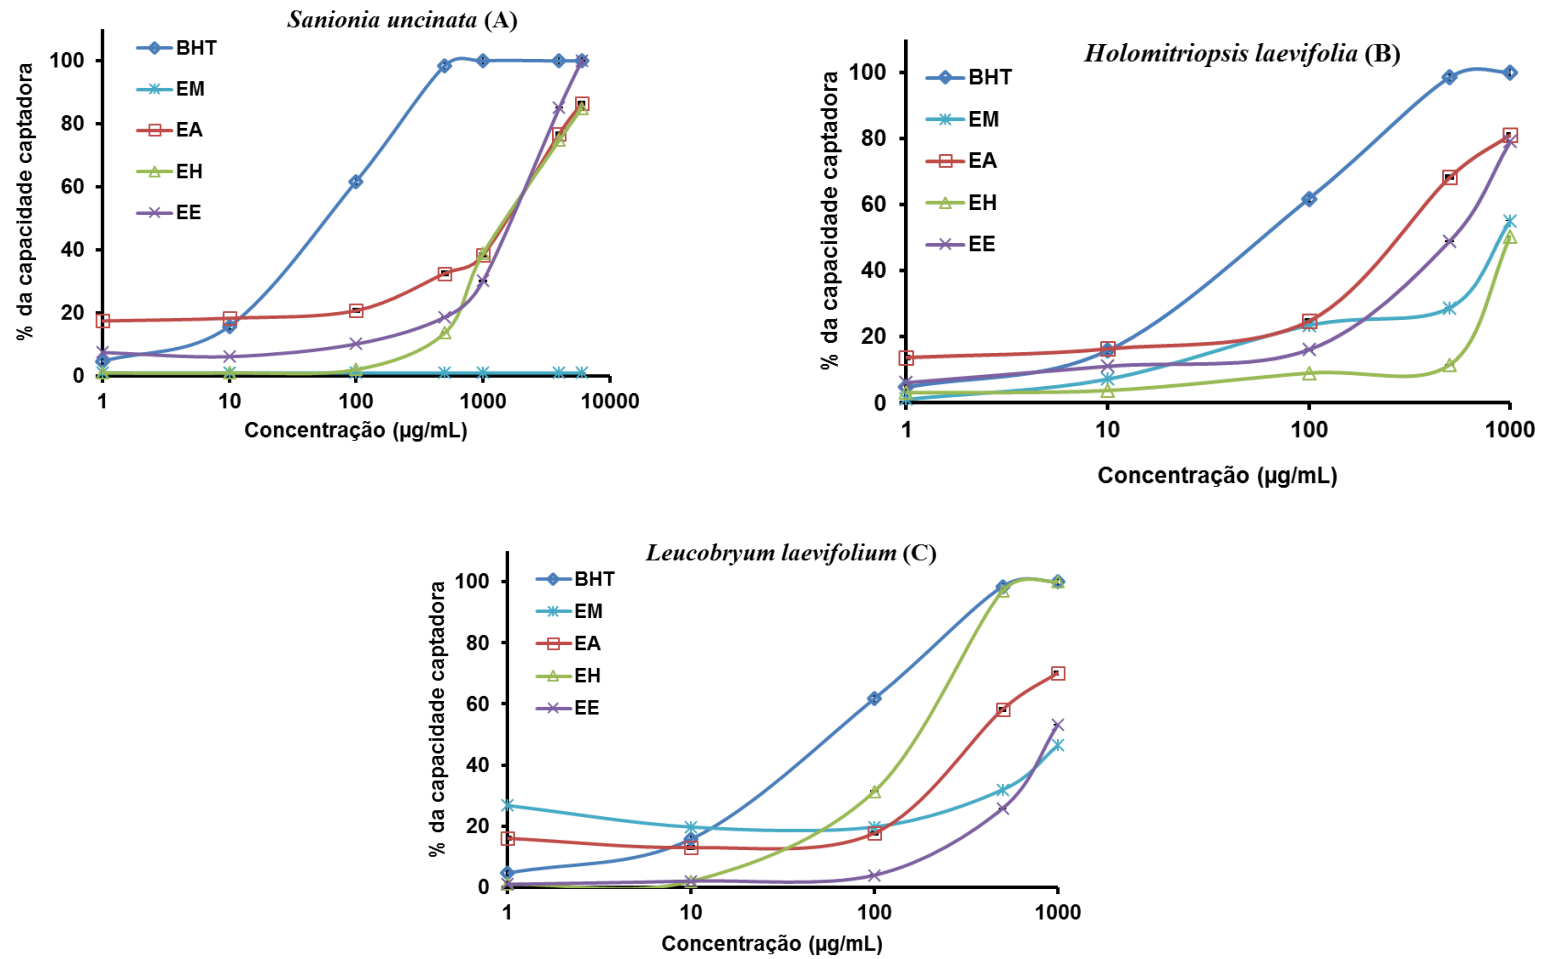 Sanionia uncinata (A)
% da capacidade captadora
100
80
60
40
20
0
BHT
EM
EA
EH
EE
1 10 100 1000 10000
Concentração (µg/mL)
Holomitriopsis laevifolia (B)
% da capacidade captadora
100
80
60
40
20
0
BHT
EM
EA
EH
EE
1 10 100 1000
Concentração (µg/mL)
Leucobryum laevifolium (C)
% da capacidade captadora
100
80
60
40
20
0
BHT
EM
EA
EH
EE
1 10 100 1000
Concentração (µg/mL)